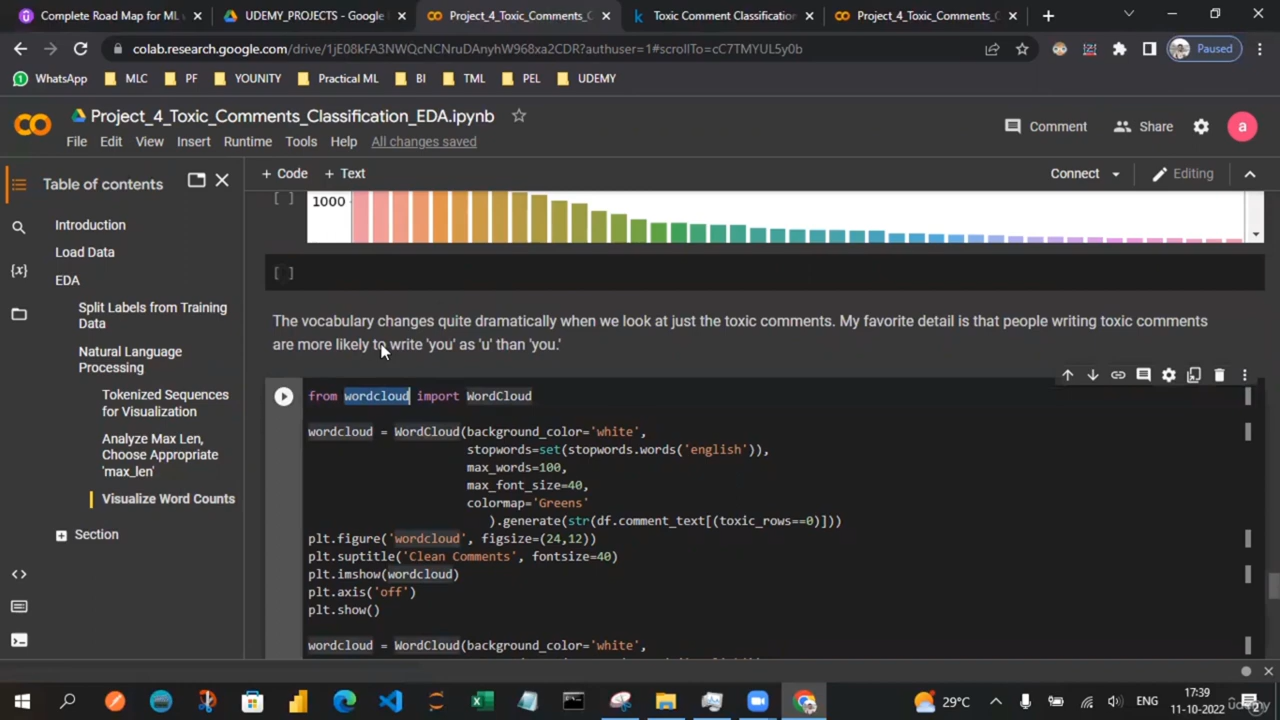 Complete Road Map for ML
UDEMY_PROJECTS - Google
Project_4_Toxic_Comments_C
Toxic Comment Classification
Project_4_Toxic_Comments_C
colab.research.google.com/drive/1jE08kFA3NWQcNCNruDAnyhW968xa2CDR?authuser=1#scrollTo=cC7TMYUL5y0b
Paused
WhatsApp MLC PF YOUNITY Practical ML BI TML PEL UDEMY
Project_4_Toxic_Comments_Classification_EDA.ipynb
Comment Share a
File Edit View Insert Runtime Tools Help All changes saved
Table of contents
+ Code + Text
Connect Editing
Introduction
Load Data
EDA
Split Labels from Training
Data
Natural Language
Processing
Tokenized Sequences
for Visualization
Analyze Max Len,
Choose Appropriate
'max_len'
Visualize Word Counts
Section
{x}
[ ] 1000
[ ]
The vocabulary changes quite dramatically when we look at just the toxic comments. My favorite detail is that people writing toxic comments
are more likely to write 'you' as 'u' than 'you.'
from wordcloud import WordCloud
wordcloud = WordCloud(background_color='white',
stopwords=set(stopwords.words('english')),
max_words=100,
max_font_size=40,
colormap='Greens'
).generate(str(df.comment_text[(toxic_rows==0)]))
plt.figure('wordcloud', figsize=(24,12))
plt.suptitle('Clean Comments', fontsize=40)
plt.imshow(wordcloud)
plt.axis('off')
plt.show()
wordcloud = WordCloud(background_color='white',
29°C
ENG
17:39
11-10-2022
udemy